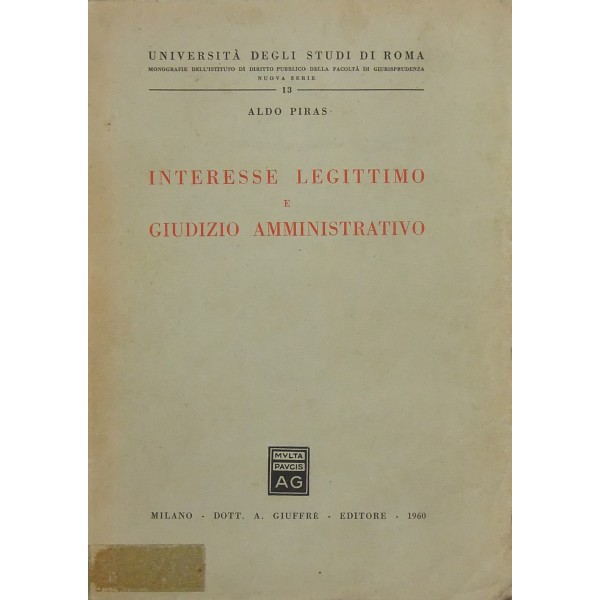 UNIVERSITÀ DEGLI STUDI DI ROMA
MONOGRAFIE DELL'ISTITUTO DI DIRITTO PUBBLICO DELLA FACOLTÀ DI GIURISPRUDENZA
NUOVA SERIE
13
ALDO PIRAS
INTERESSE LEGITTIMO
E
GIUDIZIO AMMINISTRATIVO
MVLTA
PAVCIS
AG
MILANO - DOTT. A. GIUFFRÈ - EDITORE - 1960